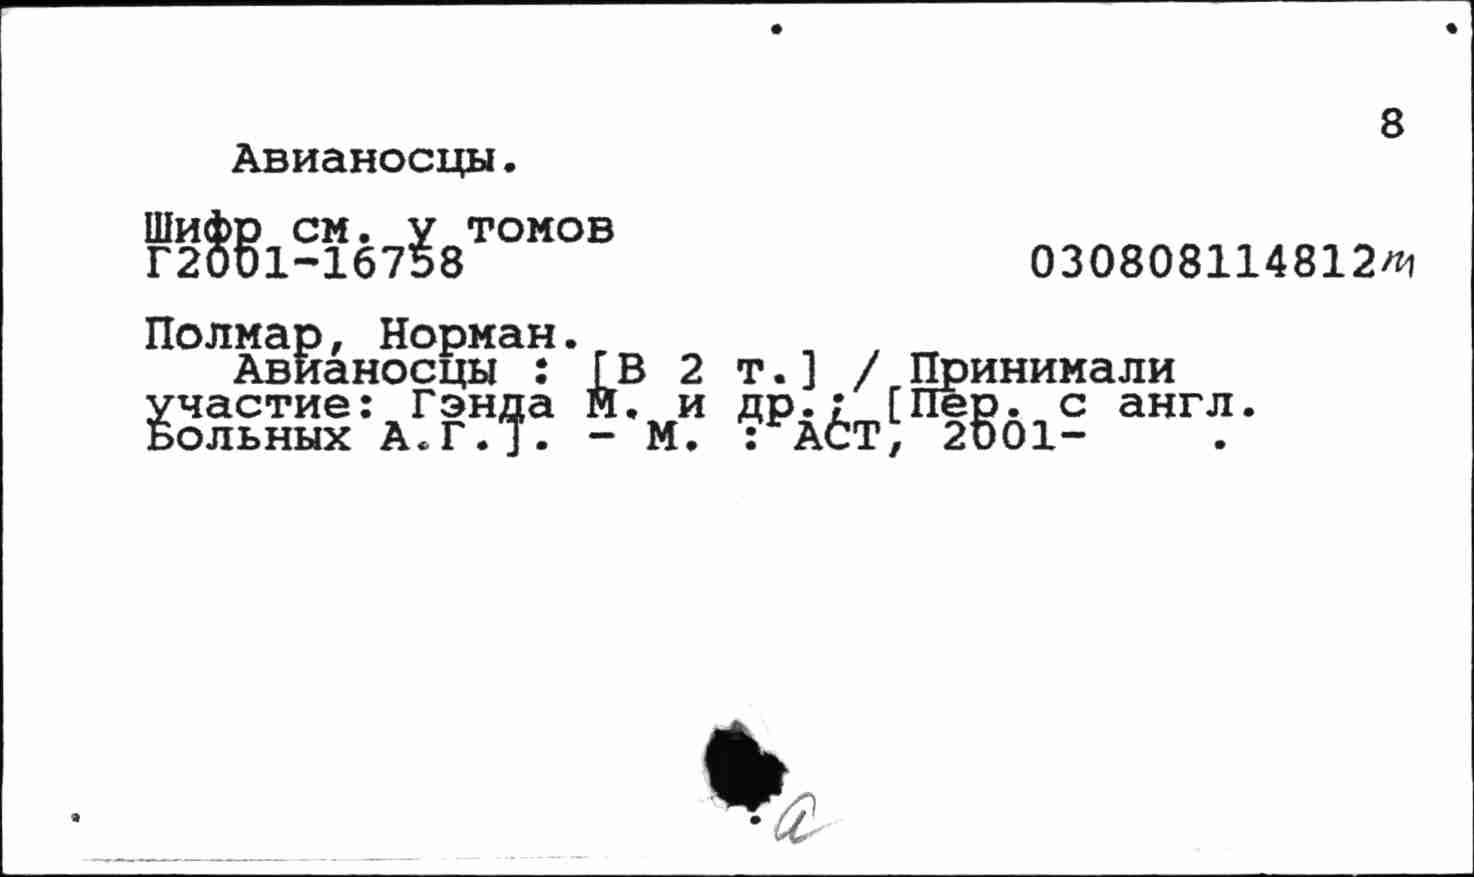 8
Авианосцы.
Шифр см. у томов
Г2001-16758 030808114812т
Полмар, Норман.
Авианосцы : [В 2 т.] / Принимали
участие: Гэнда М. и др.; [Пер. с англ.
Больных А.Г.]. - М. : АСТ, 2001- .
а